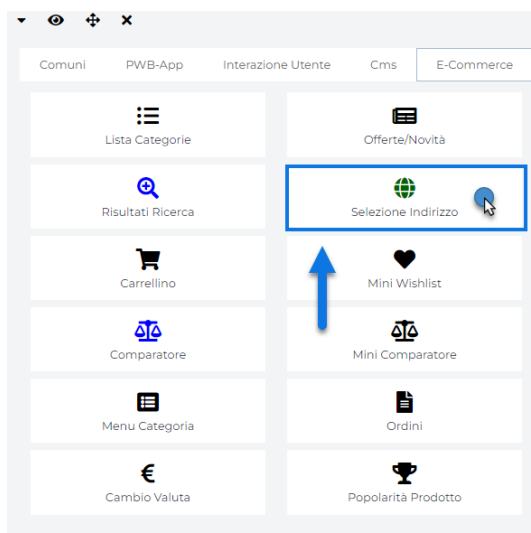 Comuni PWB-App Interazione Utente Cms E-Commerce
Lista Categorie Offerte/Novità
Risultati Ricerca Selezione Indirizzo
Carrellino Mini Wishlist
Comparatore Mini Comparatore
Menu Categoria Ordini
Cambio Valuta Popolarità Prodotto